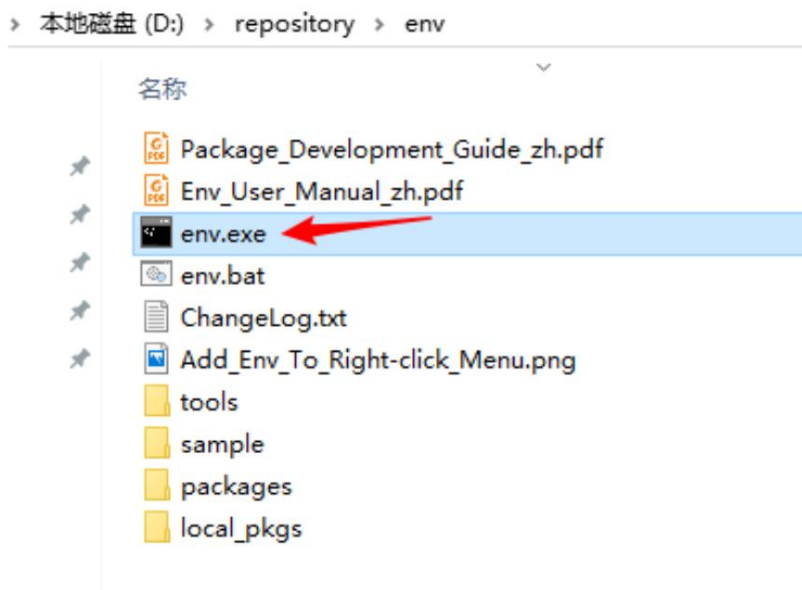 › 本地磁盘 (D:) › repository › env
名称
Package_Development_Guide_zh.pdf
Env_User_Manual_zh.pdf
env.exe
env.bat
ChangeLog.txt
Add_Env_To_Right-click_Menu.png
tools
sample
packages
local_pkgs